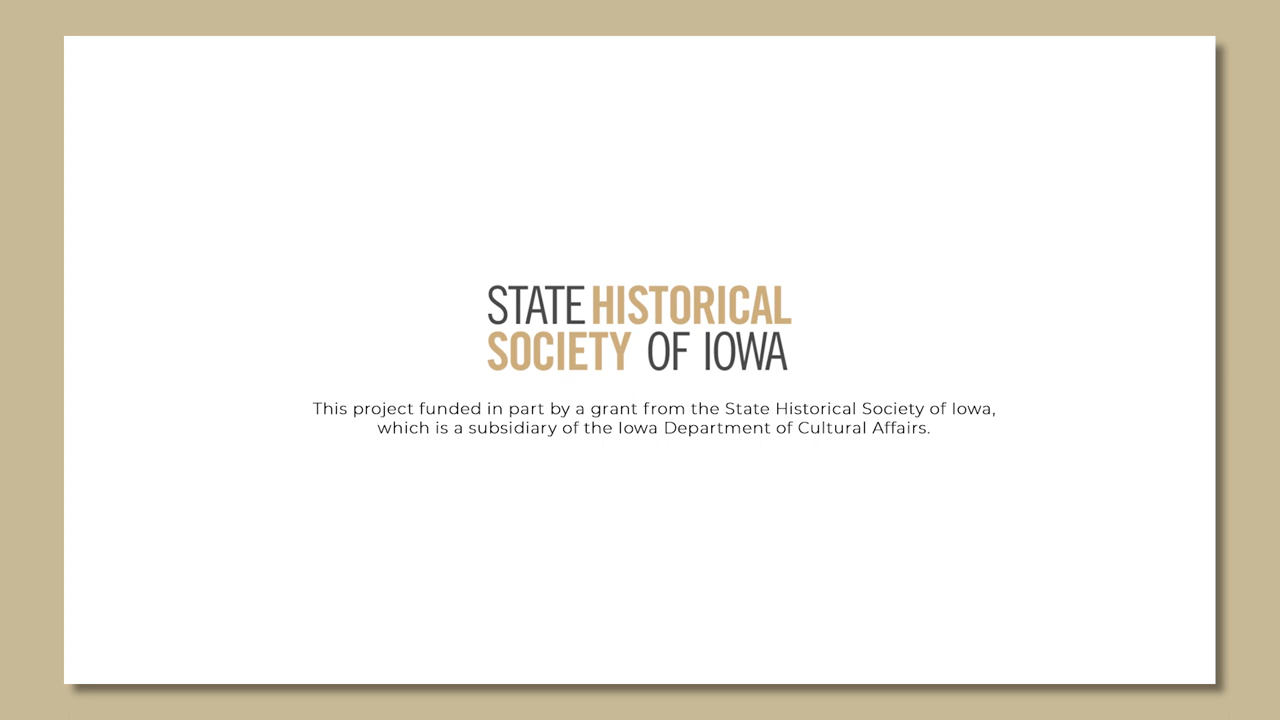 STATE HISTORICAL
SOCIETY OF IOWA
This project funded in part by a grant from the State Historical Society of Iowa,
which is a subsidiary of the Iowa Department of Cultural Affairs.